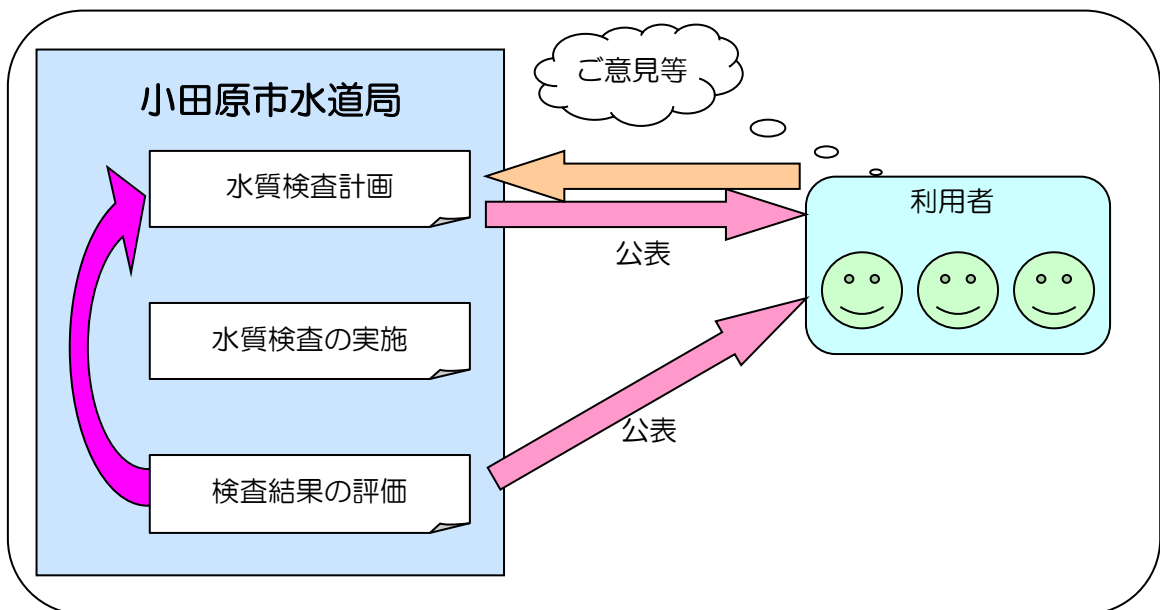 ご意見等
小田原市水道局
水質検査計画
利用者
公表
水質検査の実施
公表
検査結果の評価